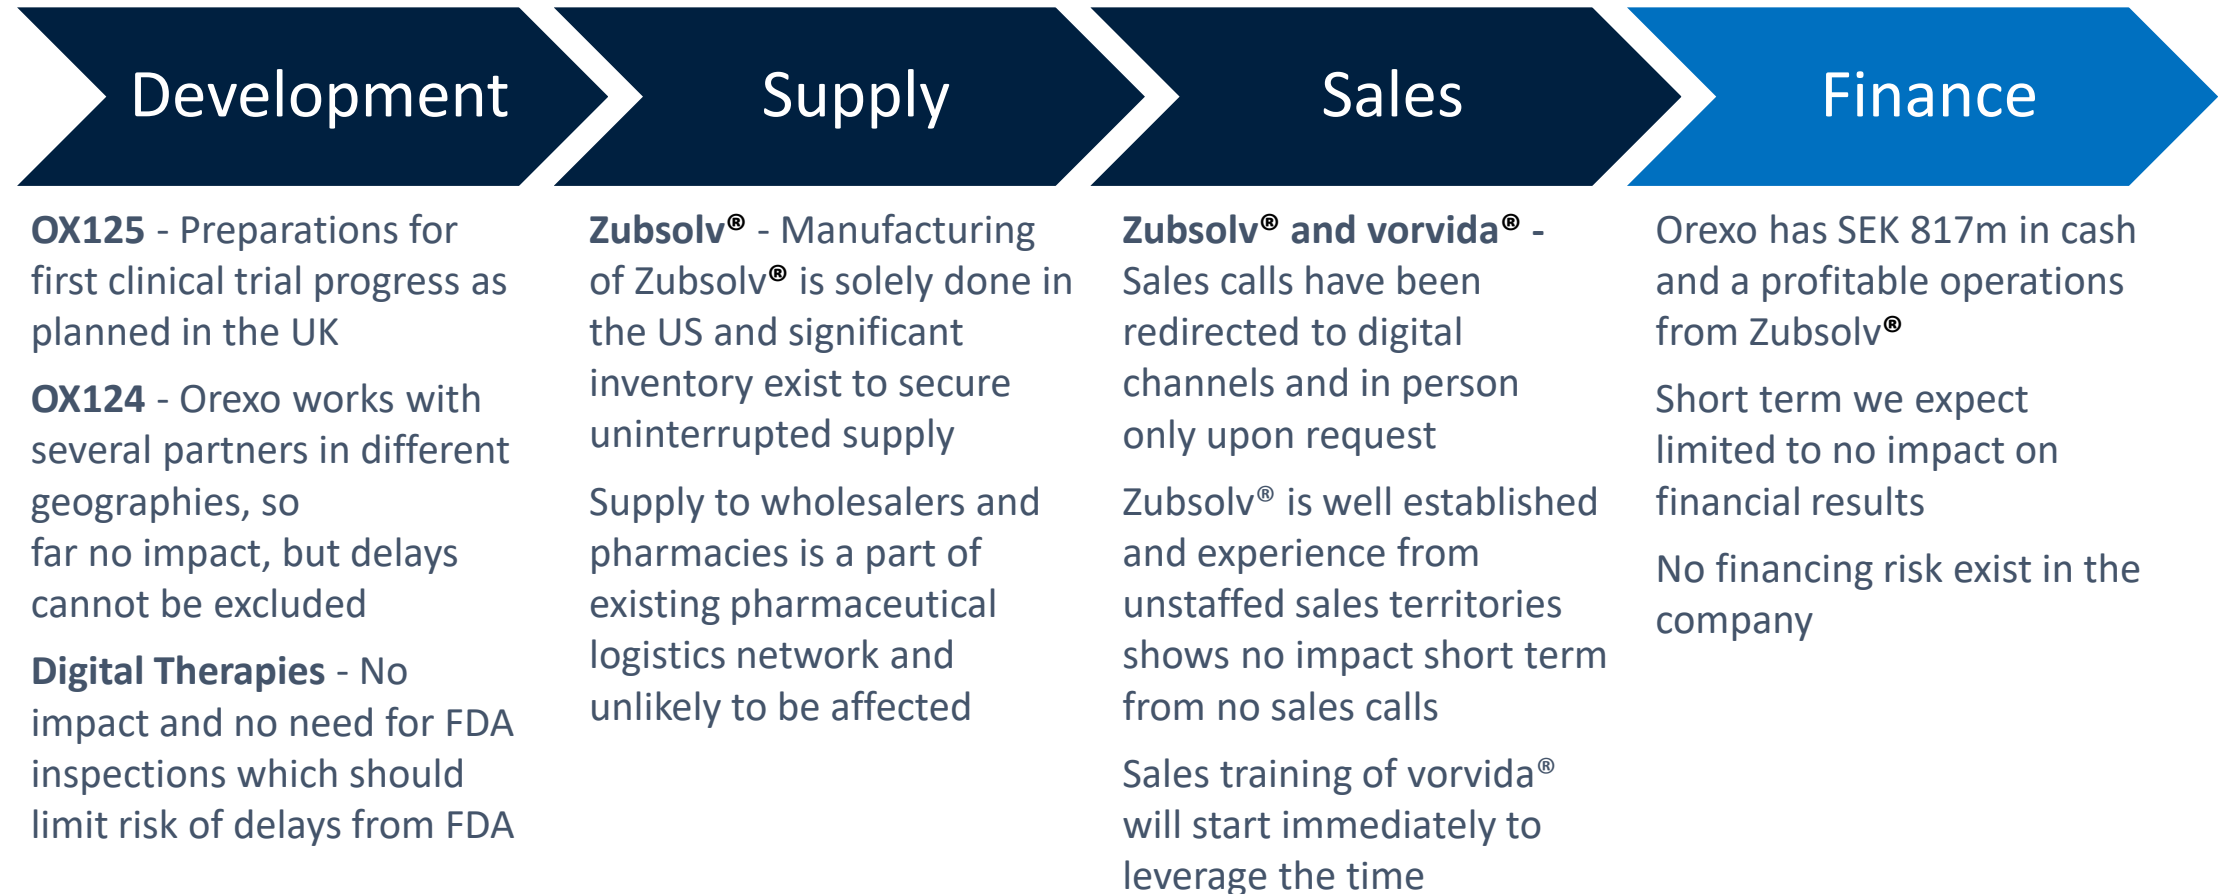 Development
Supply
Sales
Finance
OX125 - Preparations for
first clinical trial progress as
planned in the UK
OX124 - Orexo works with
several partners in different
geographies, so
far no impact, but delays
cannot be excluded
Digital Therapies - No
impact and no need for FDA
inspections which should
limit risk of delays from FDA
Zubsolv® - Manufacturing
of Zubsolv® is solely done in
the US and significant
inventory exist to secure
uninterrupted supply
Supply to wholesalers and
pharmacies is a part of
existing pharmaceutical
logistics network and
unlikely to be affected
Zubsolv® and vorvida® -
Sales calls have been
redirected to digital
channels and in person
only upon request
Zubsolv® is well established
and experience from
unstaffed sales territories
shows no impact short term
from no sales calls
Sales training of vorvida®
will start immediately to
leverage the time
Orexo has SEK 817m in cash
and a profitable operations
from Zubsolv®
Short term we expect
limited to no impact on
financial results
No financing risk exist in the
company